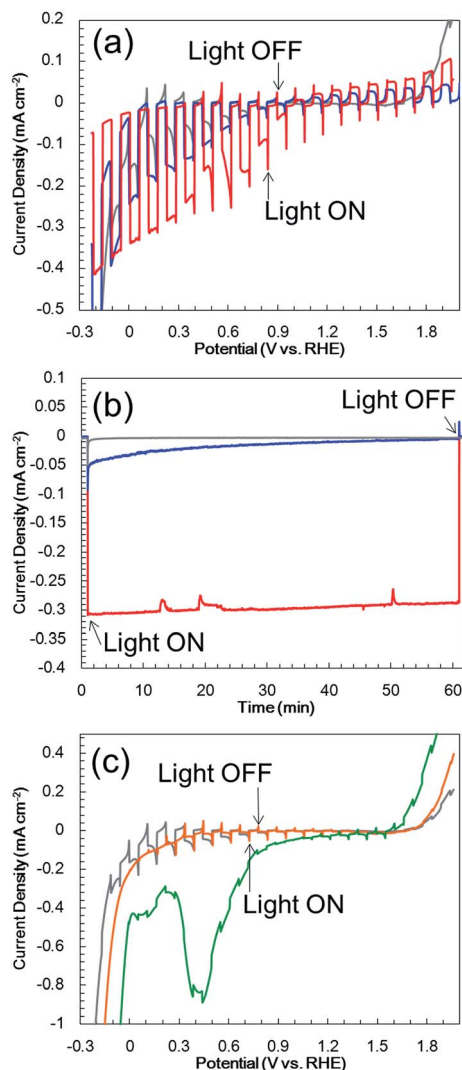 (a)
Light OFF
Light ON
Current Density (mA cm⁻²)
0.2
0.1
0
-0.1
-0.2
-0.3
-0.4
-0.5
-0.3 0 0.3 0.6 0.9 1.2 1.5 1.8
Potential (V vs. RHE)
(b)
Light OFF
Light ON
Current Density (mA cm⁻²)
0.1
0.05
0
-0.05
-0.1
-0.15
-0.2
-0.25
-0.3
-0.35
-0.4
0 10 20 30 40 50 60
Time (min)
(c)
Light OFF
Light ON
Current Density (mA cm⁻²)
0.4
0.2
0
-0.2
-0.4
-0.6
-0.8
-1
-0.3 0 0.3 0.6 0.9 1.2 1.5 1.8
Potential (V vs. RHE)